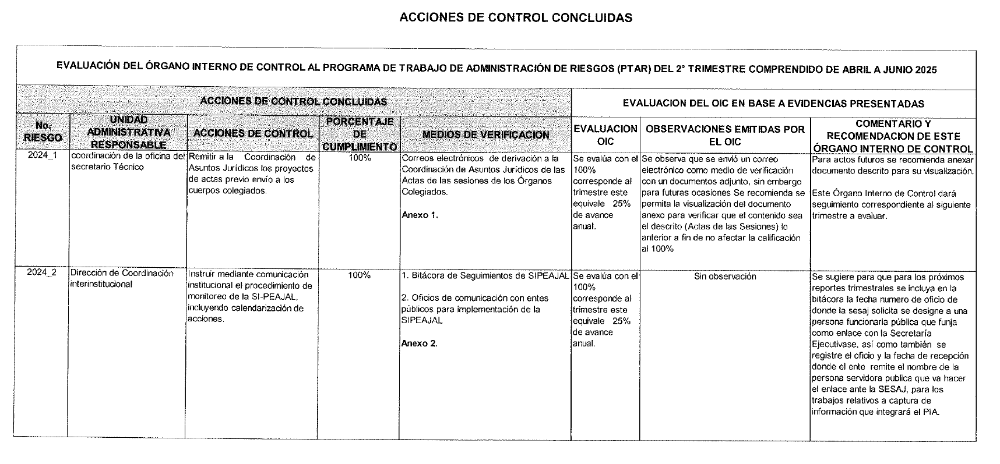 ACCIONES DE CONTROL CONCLUIDAS
EVALUACIÓN DEL ÓRGANO INTERNO DE CONTROL AL PROGRAMA DE TRABAJO DE ADMINISTRACIÓN DE RIESGOS (PTAR) DEL 2° TRIMESTRE COMPRENDIDO DE ABRIL A JUNIO 2025
ACCIONES DE CONTROL CONCLUIDAS
EVALUACION DEL OIC EN BASE A EVIDENCIAS PRESENTADAS
No.
RIESGO
UNIDAD
ADMINISTRATIVA
RESPONSABLE
ACCIONES DE CONTROL
PORCENTAJE
DE
CUMPLIMIENTO
MEDIOS DE VERIFICACION
EVALUACION
OIC
OBSERVACIONES EMITIDAS POR
EL OIC
COMENTARIO Y
RECOMENDACION DE ESTE
ÓRGANO INTERNO DE CONTROL
2024_1
coordinación de la oficina del
secretario Técnico
Remitir a la Coordinación de
Asuntos Jurídicos los proyectos
de actas previo envío a los
cuerpos colegiados.
100%
Correos electrónicos de derivación a la
Coordinación de Asuntos Jurídicos de las
Actas de las sesiones de los Órganos
Colegiados.
Anexo 1.
Se evalúa con el
100%
corresponde al
trimestre este
equivale 25%
de avance
anual.
Se observa que se envió un correo
electrónico como medio de verificación
con un documentos adjunto, sin embargo
para futuras ocasiones Se recomienda se
permita la visualización del documento
anexo para verificar que el contenido sea
el descrito (Actas de las Sesiones) lo
anterior a fin de no afectar la calificación
al 100%
Para actos futuros se recomienda anexar
documento descrito para su visualización.
Este Órgano Interno de Control dará
seguimiento correspondiente al siguiente
trimestre a evaluar.
2024_2
Dirección de Coordinación
interinstitucional
Instruir mediante comunicación
institucional el procedimiento de
monitoreo de la SI-PEAJAL,
incluyendo calendarización de
acciones.
100%
1. Bitácora de Seguimientos de SIPEAJAL
2. Oficios de comunicación con entes
públicos para implementación de la
SIPEAJAL
Anexo 2.
Se evalúa con el
100%
corresponde al
trimestre este
equivale 25%
de avance
anual.
Sin observación
Se sugiere para que para los próximos
reportes trimestrales se incluya en la
bitácora la fecha numero de oficio de
donde la sesaj solicita se designe a una
persona funcionaria pública que funja
como enlace con la Secretaría
Ejecutivase, así como también se
registre el oficio y la fecha de recepción
donde el ente remite el nombre de la
persona servidora publica que va hacer
el enlace ante la SESAJ, para los
trabajos relativos a captura de
información que integrará el PIA.